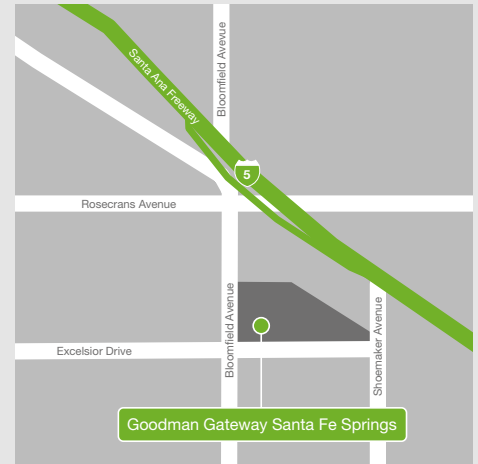 Santa Ana Freeway
Bloomfield Avenue
5
Rosecrans Avenue
Bloomfield Avenue
Shoemaker Avenue
Excelsior Drive
Goodman Gateway Santa Fe Springs